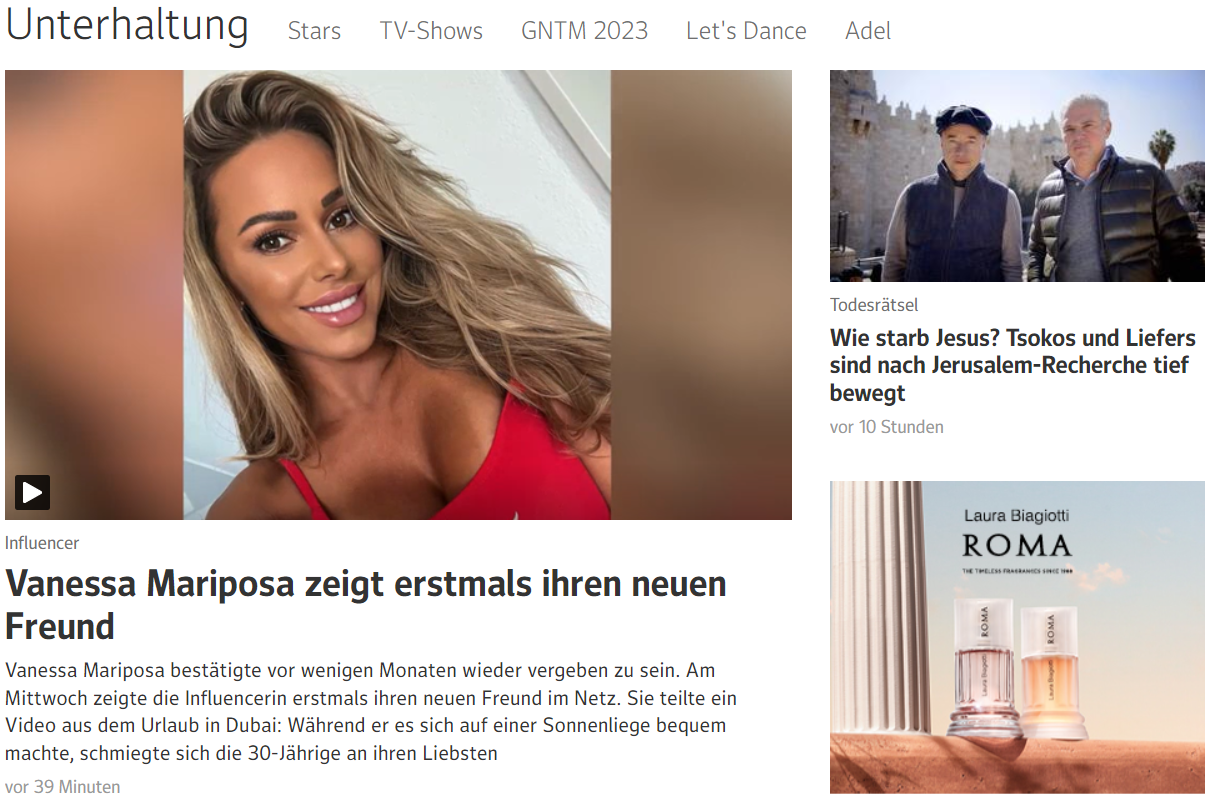 Unterhaltung Stars TV-Shows GNTM 2023 Let's Dance Adel
Influencer
Vanessa Mariposa zeigt erstmals ihren neuen
Freund
Vanessa Mariposa bestätigte vor wenigen Monaten wieder vergeben zu sein. Am
Mittwoch zeigte die Influencerin erstmals ihren neuen Freund im Netz. Sie teilte ein
Video aus dem Urlaub in Dubai: Während er es sich auf einer Sonnenliege bequem
machte, schmiegte sich die 30-Jährige an ihren Liebsten
vor 39 Minuten
Todesrätsel
Wie starb Jesus? Tsokos und Liefers
sind nach Jerusalem-Recherche tief
bewegt
vor 10 Stunden
Laura Biagiotti
ROMA
THE TIMELESS FRAGRANCES SINCE 1988
ROMA
Laura Biagiotti
ROMA
Laura Biagiotti